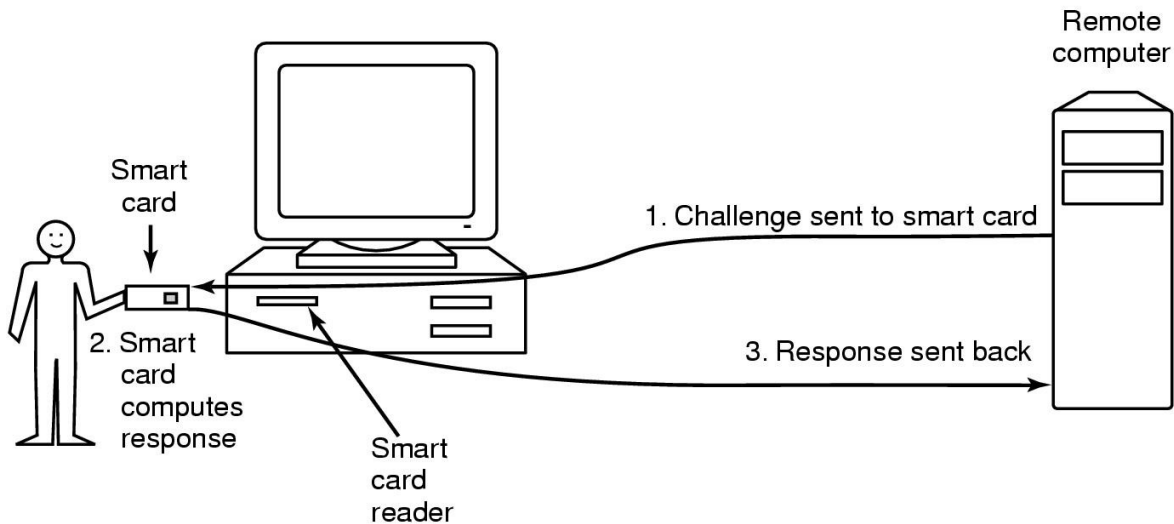 Remote
computer
Smart
card
1. Challenge sent to smart card
2. Smart
card
computes
response
3. Response sent back
Smart
card
reader